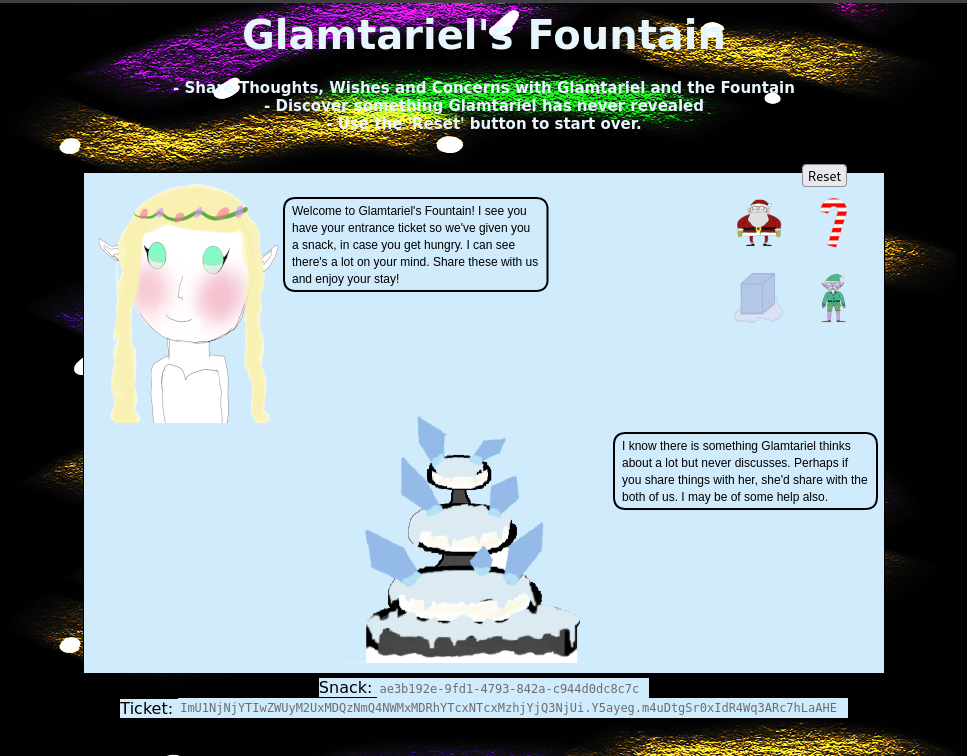 Glamtariel's Fountain
- Share Thoughts, Wishes and Concerns with Glamtariel and the Fountain
- Discover something Glamtariel has never revealed
- Use the 'Reset' button to start over.
Reset
Welcome to Glamtariel's Fountain! I see you
have your entrance ticket so we've given you
a snack, in case you get hungry. I can see
there's a lot on your mind. Share these with us
and enjoy your stay!
I know there is something Glamtariel thinks
about a lot but never discusses. Perhaps if
you share things with her, she'd share with the
both of us. I may be of some help also.
Snack: ae3b192e-9fd1-4793-842a-c944d0dc8c7c
Ticket: ImU1NjNjYTIwZWUyM2UxMDQzNmQ4NWMxMDRhYTcxNTcxMzhjYjQ3NjUi.Y5ayeg.m4uDtgSr0xIdR4Wq3ARc7hLaAHE